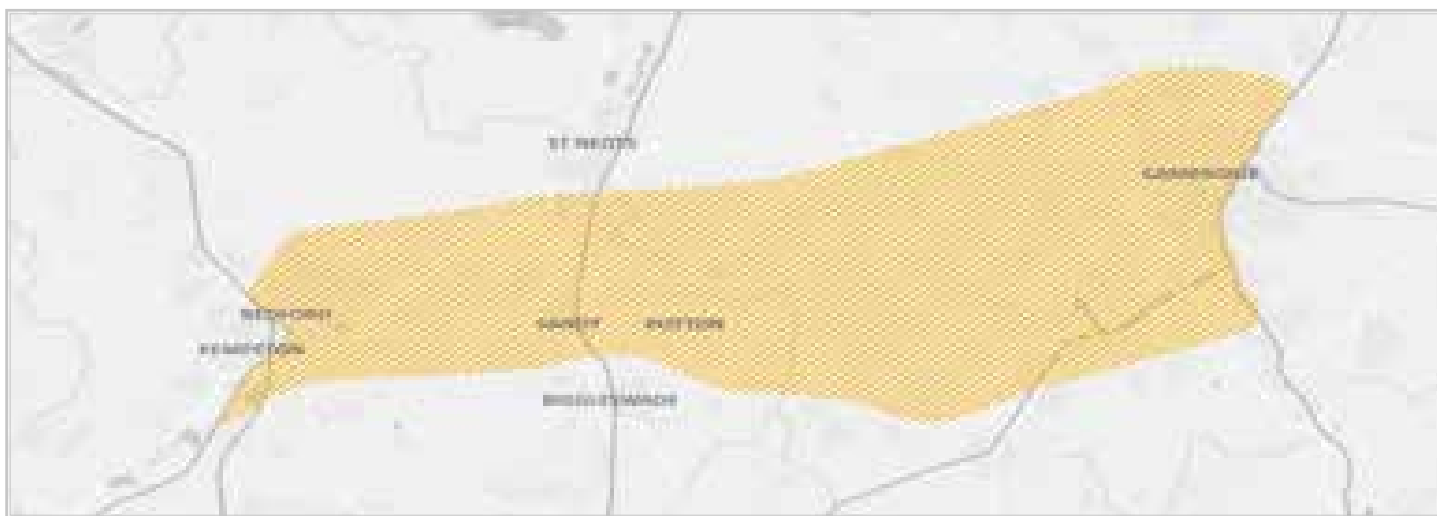 ST NEOTS
CAMBRIDGE
BEDFORD
SANDY
POTTON
KEMPSTON
BIGGLESWADE